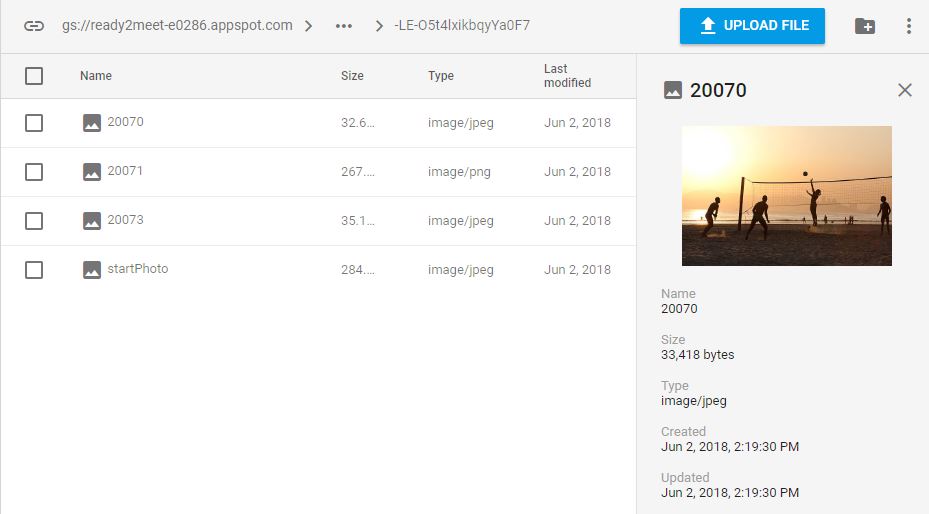 gs://ready2meet-e0286.appspot.com > ... > -LE-O5t4lxikbqyYa0F7
UPLOAD FILE
Name Size Type Last modified
20070 32.6... image/jpeg Jun 2, 2018
20071 267.... image/png Jun 2, 2018
20073 35.1... image/jpeg Jun 2, 2018
startPhoto 284.... image/jpeg Jun 2, 2018
20070
Name
20070
Size
33,418 bytes
Type
image/jpeg
Created
Jun 2, 2018, 2:19:30 PM
Updated
Jun 2, 2018, 2:19:30 PM